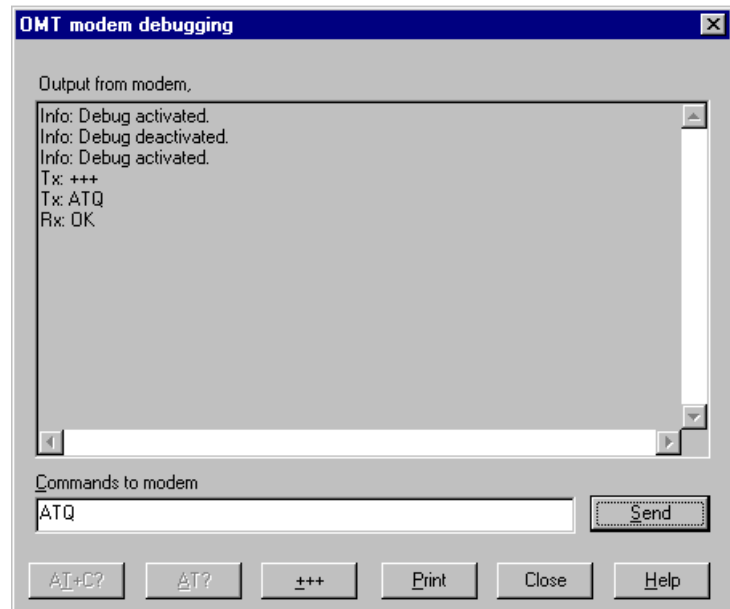 OMT modem debugging
Output from modem,
Info: Debug activated.
Info: Debug deactivated.
Info: Debug activated.
Tx: +++
Tx: ATQ
Rx: OK
Commands to modem
ATQ
Send
AT+C?
AT?
+++
Print
Close
Help